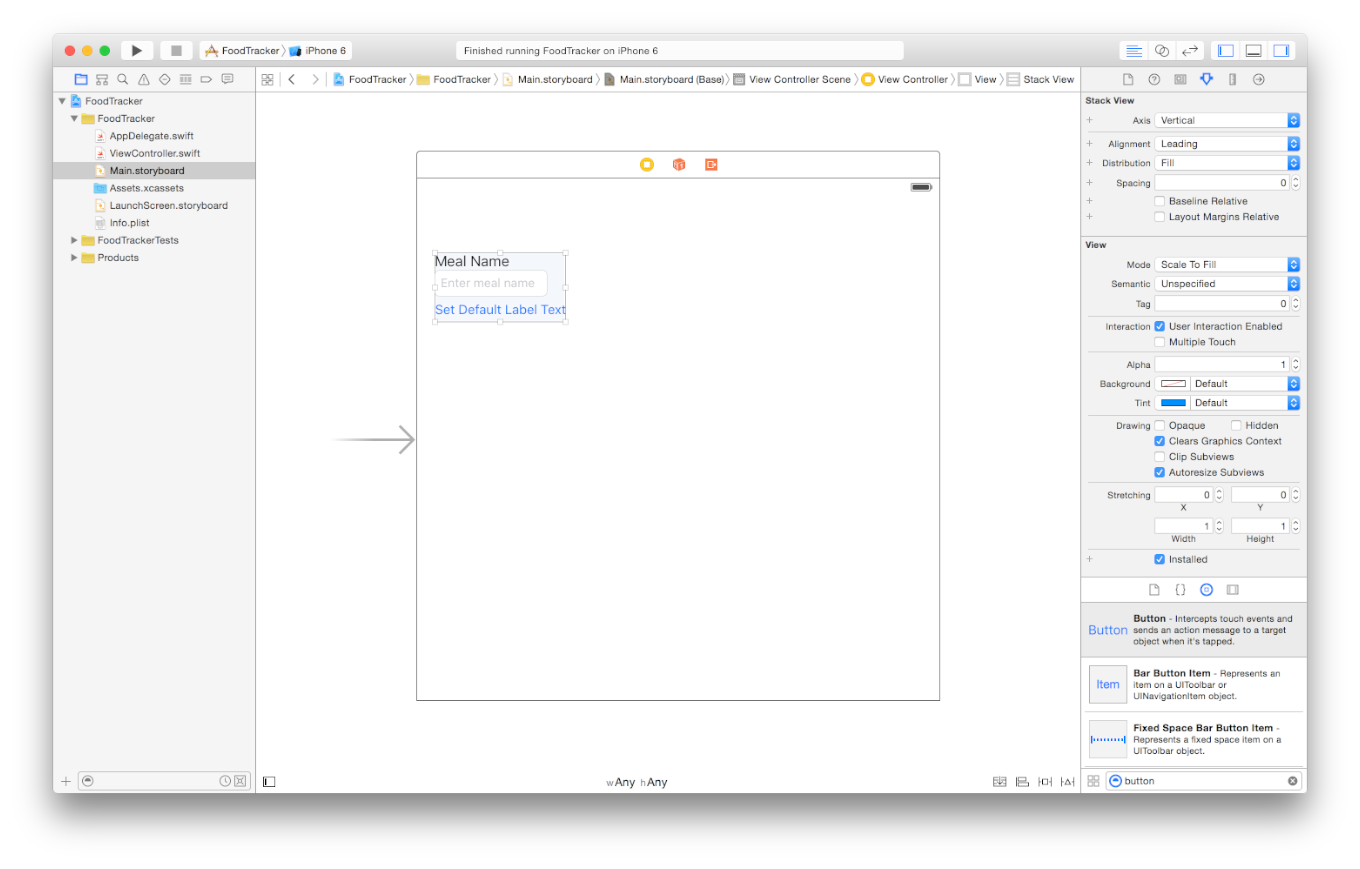 FoodTracker iPhone 6
Finished running FoodTracker on iPhone 6
FoodTracker FoodTracker Main.storyboard Main.storyboard (Base) View Controller Scene View Controller View Stack View
FoodTracker
FoodTracker
AppDelegate.swift
ViewController.swift
Main.storyboard
Assets.xcassets
LaunchScreen.storyboard
Info.plist
FoodTrackerTests
Products
Meal Name
Enter meal name
Set Default Label Text
wAny hAny
Stack View
Axis Vertical
Alignment Leading
Distribution Fill
Spacing 0
Baseline Relative
Layout Margins Relative
View
Mode Scale To Fill
Semantic Unspecified
Tag 0
Interaction User Interaction Enabled
Multiple Touch
Alpha 1
Background Default
Tint Default
Drawing Opaque Hidden
Clears Graphics Context
Clip Subviews
Autoresize Subviews
Stretching 0 0
X Y
1 1
Width Height
Installed
{}
Button
Button - Intercepts touch events and
sends an action message to a target
object when it's tapped.
Item
Bar Button Item - Represents an
item on a UIToolbar or
UINavigationItem object.
Fixed Space Bar Button Item -
Represents a fixed space item on a
UIToolbar object.
button